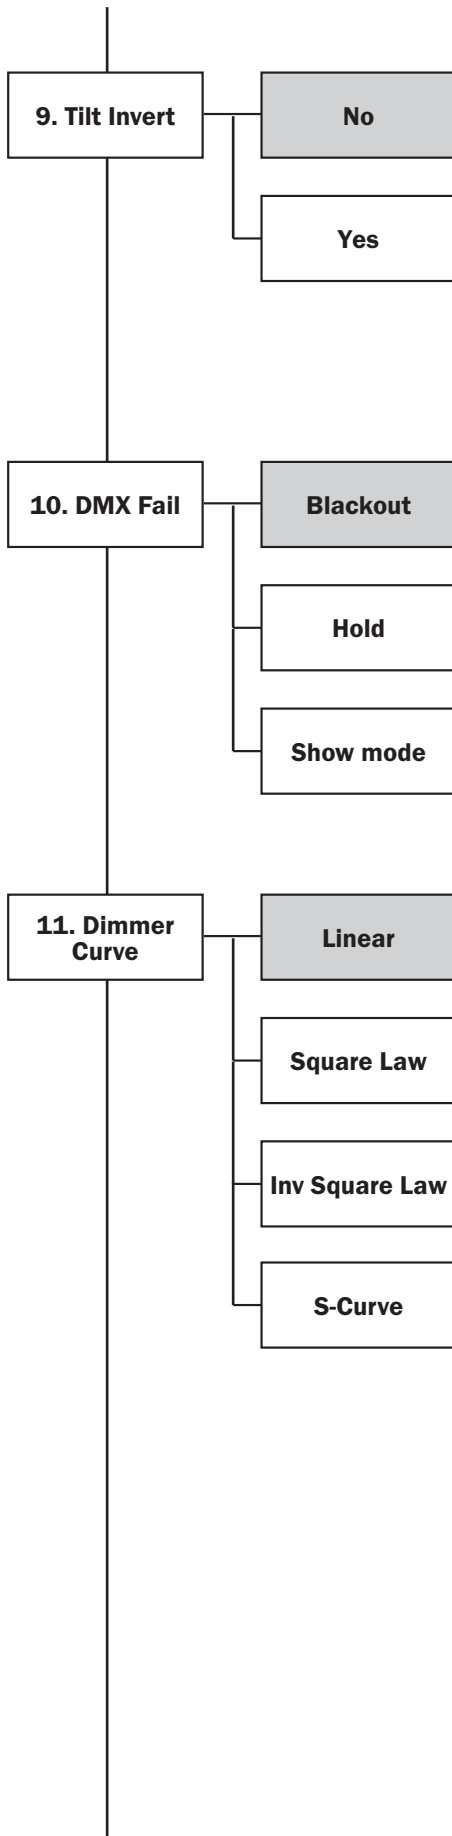 9. Tilt Invert
No
Yes
10. DMX Fail
Blackout
Hold
Show mode
11. Dimmer
Curve
Linear
Square Law
Inv Square Law
S-Curve